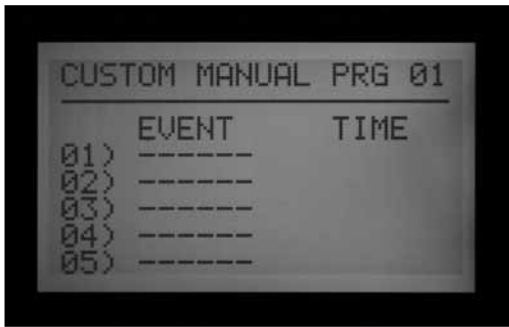 CUSTOM MANUAL PRG 01
EVENT TIME
01) ------
02) ------
03) ------
04) ------
05) ------